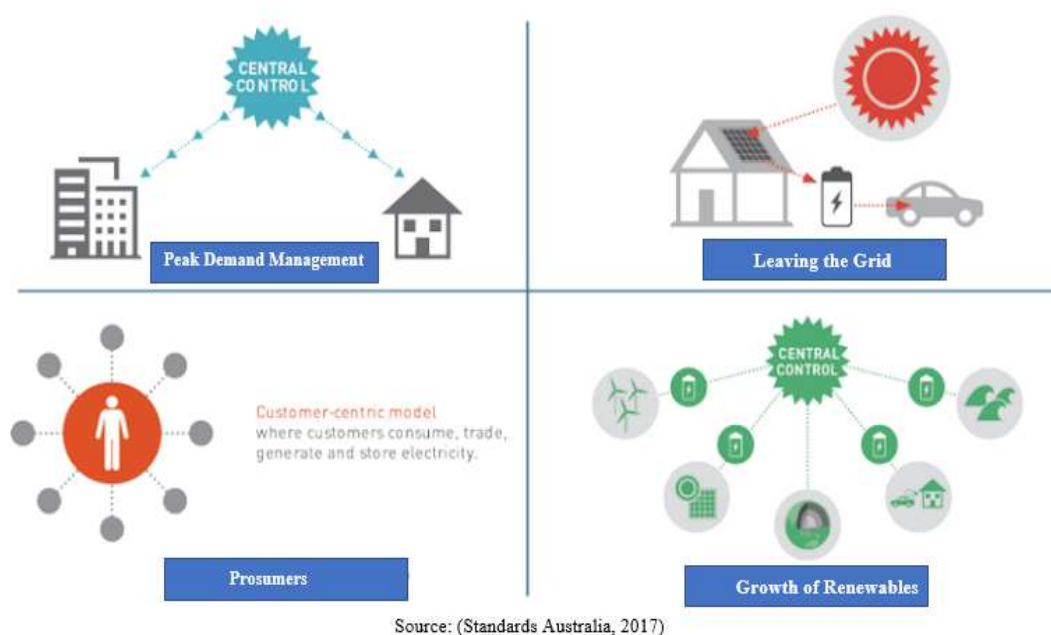 CENTRAL
CONTROL
Peak Demand Management
Leaving the Grid
Customer-centric model
where customers consume, trade,
generate and store electricity.
Prosumers
CENTRAL
CONTROL
Growth of Renewables
Source: (Standards Australia, 2017)